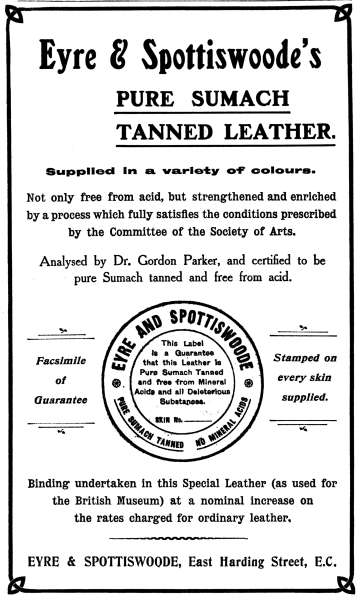 Eyre & Spottiswoode's
PURE SUMACH
TANNED LEATHER.
Supplied in a variety of colours.
Not only free from acid, but strengthened and enriched
by a process which fully satisfies the conditions prescribed
by the Committee of the Society of Arts.
Analysed by Dr. Gordon Parker, and certified to be
pure Sumach tanned and free from acid.
Facsimile
of
Guarantee
EYRE AND SPOTTISWOODE
This Label
is a Guarantee
that this Leather is
Pure Sumach Tanned
and free from Mineral
Acids and all Deleterious
Substances.
SKIN No.
PURE SUMACH TANNED NO MINERAL ACIDS
Stamped on
every skin
supplied.
Binding undertaken in this Special Leather (as used for
the British Museum) at a nominal increase on
the rates charged for ordinary leather.
EYRE & SPOTTISWOODE, East Harding Street, E.C.